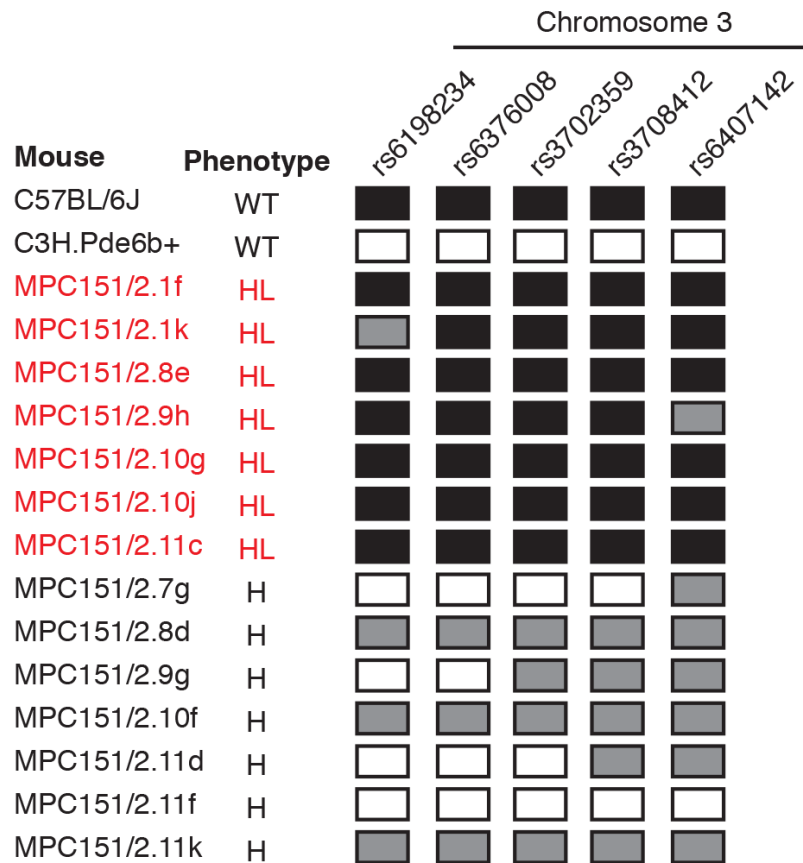 Chromosome 3
rs6198234 rs6376008 rs3702359 rs3708412 rs6407142
Mouse Phenotype
C57BL/6J WT
C3H.Pde6b+ WT
MPC151/2.1f HL
MPC151/2.1k HL
MPC151/2.8e HL
MPC151/2.9h HL
MPC151/2.10g HL
MPC151/2.10j HL
MPC151/2.11c HL
MPC151/2.7g H
MPC151/2.8d H
MPC151/2.9g H
MPC151/2.10f H
MPC151/2.11d H
MPC151/2.11f H
MPC151/2.11k H